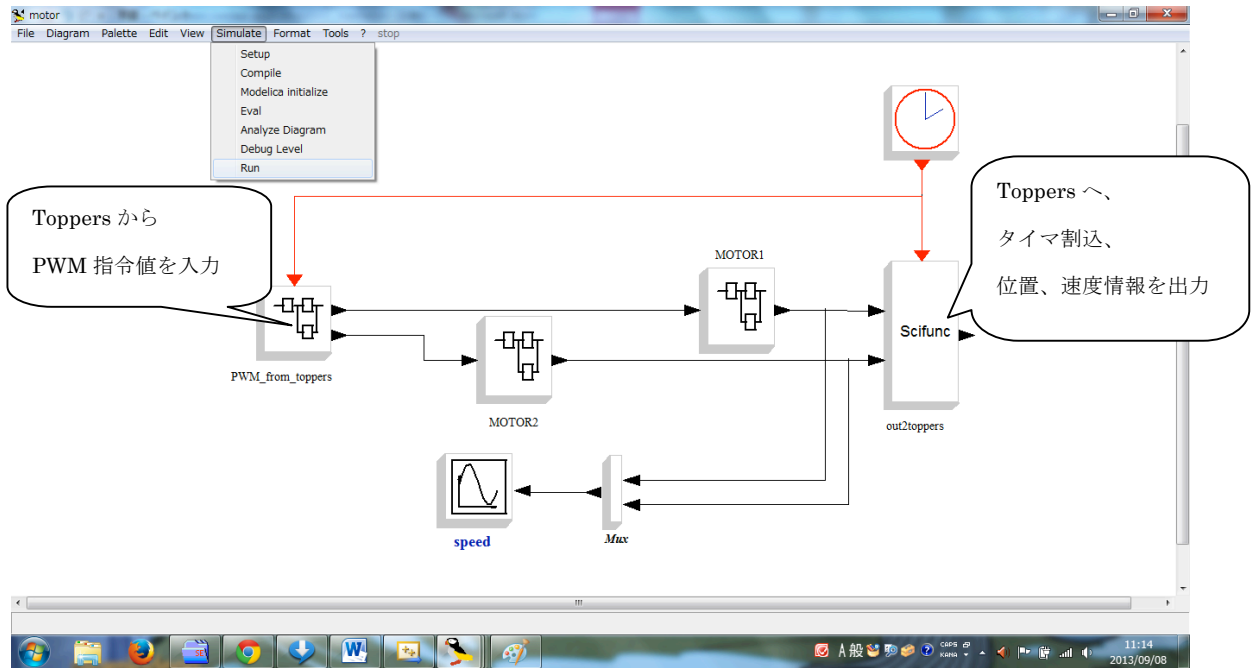 motor
File Diagram Palette Edit View Simulate Format Tools ? stop
Setup
Compile
Modelica initialize
Eval
Analyze Diagram
Debug Level
Run
Toppers から
PWM 指令値を入力
Toppers へ、
タイマ割込、
位置、速度情報を出力
MOTOR1
Scifunc
PWM_from_toppers
MOTOR2
out2toppers
speed
Mux
A 般
CAPS
KANA
11:14
2013/09/08